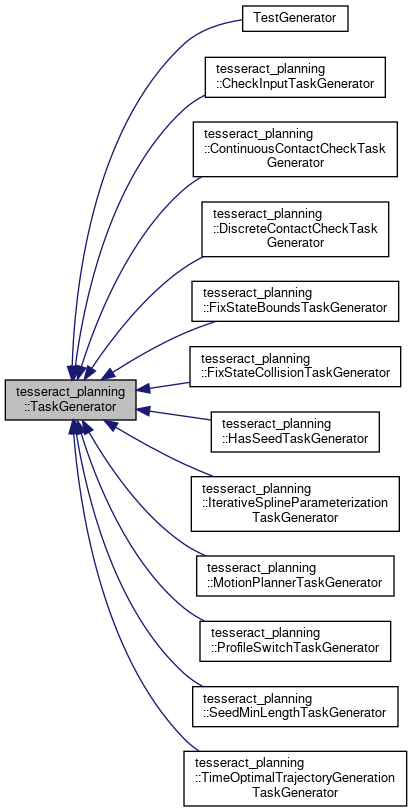 TestGenerator
tesseract_planning
::CheckInputTaskGenerator
tesseract_planning
::ContinuousContactCheckTask
Generator
tesseract_planning
::DiscreteContactCheckTask
Generator
tesseract_planning
::FixStateBoundsTaskGenerator
tesseract_planning
::FixStateCollisionTaskGenerator
tesseract_planning
::TaskGenerator
tesseract_planning
::HasSeedTaskGenerator
tesseract_planning
::IterativeSplineParameterization
TaskGenerator
tesseract_planning
::MotionPlannerTaskGenerator
tesseract_planning
::ProfileSwitchTaskGenerator
tesseract_planning
::SeedMinLengthTaskGenerator
tesseract_planning
::TimeOptimalTrajectoryGeneration
TaskGenerator